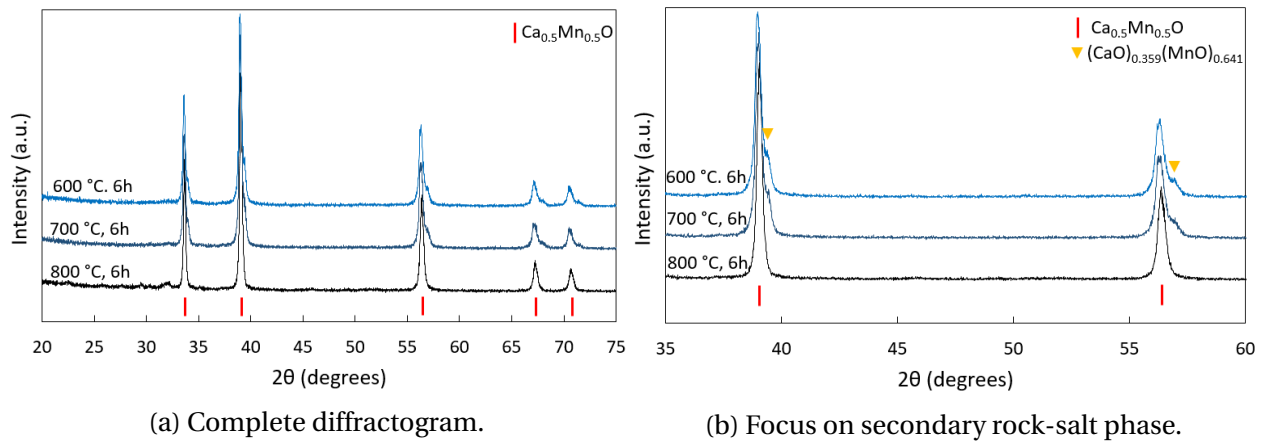 Intensity (a.u.)
Ca0.5Mn0.5O
600 °C. 6h
700 °C, 6h
800 °C, 6h
20 25 30 35 40 45 50 55 60 65 70 75
2θ (degrees)
(a) Complete diffractogram.
Intensity (a.u.)
Ca0.5Mn0.5O
(CaO)0.359(MnO)0.641
600 °C. 6h
700 °C, 6h
800 °C, 6h
35 40 45 50 55 60
2θ (degrees)
(b) Focus on secondary rock-salt phase.